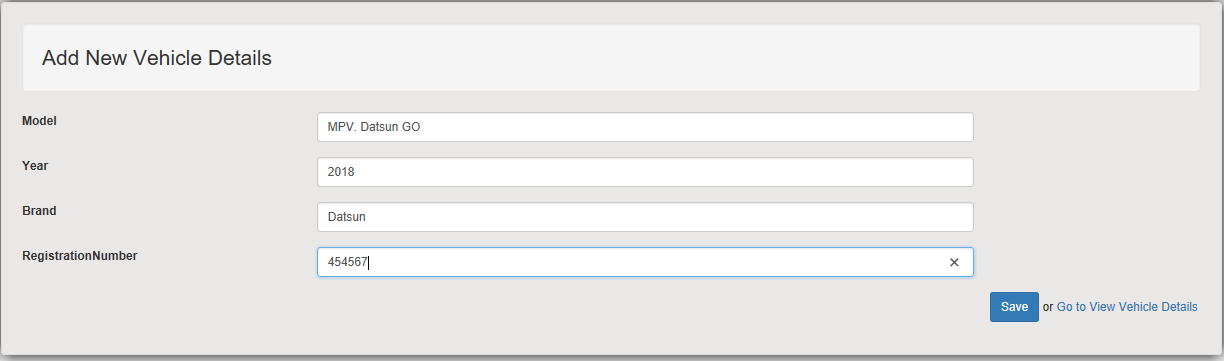 Add New Vehicle Details
Model
MPV. Datsun GO
Year
2018
Brand
Datsun
RegistrationNumber
454567
Save or Go to View Vehicle Details